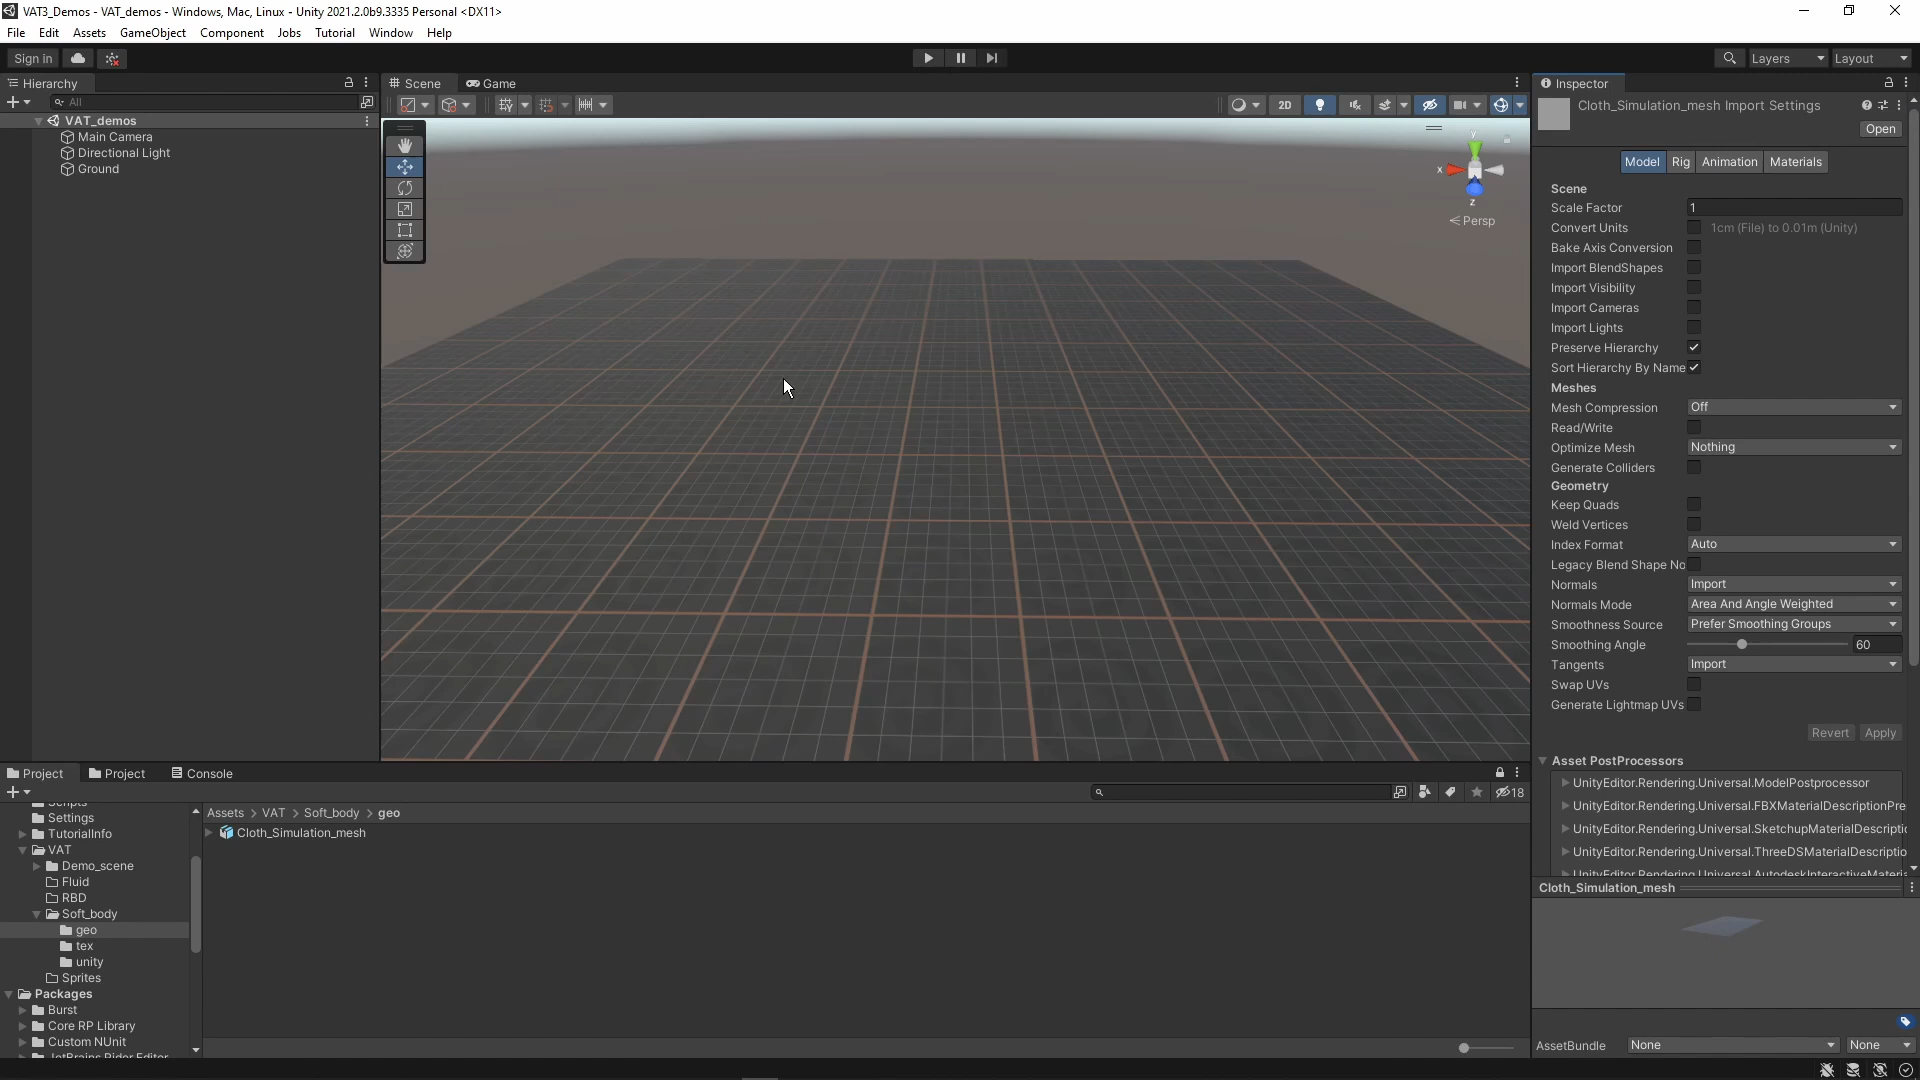 VAT3_Demos - VAT_demos - Windows, Mac, Linux - Unity 2021.2.0b9.3335 Personal <DX11>
File Edit Assets GameObject Component Jobs Tutorial Window Help
Sign in
Layers
Layout
Hierarchy
All
VAT_demos
Main Camera
Directional Light
Ground
Scene
Game
2D
y
x
z
Persp
Inspector
Cloth_Simulation_mesh Import Settings
Open
Model Rig Animation Materials
Scene
Scale Factor 1
Convert Units 1cm (File) to 0.01m (Unity)
Bake Axis Conversion
Import BlendShapes
Import Visibility
Import Cameras
Import Lights
Preserve Hierarchy
Sort Hierarchy By Name
Meshes
Mesh Compression Off
Read/Write
Optimize Mesh Nothing
Generate Colliders
Geometry
Keep Quads
Weld Vertices
Index Format Auto
Legacy Blend Shape No
Normals Import
Normals Mode Area And Angle Weighted
Smoothness Source Prefer Smoothing Groups
Smoothing Angle 60
Tangents Import
Swap UVs
Generate Lightmap UVs
Revert Apply
Asset PostProcessors
UnityEditor.Rendering.Universal.ModelPostprocessor
UnityEditor.Rendering.Universal.FBXMaterialDescriptionPre
UnityEditor.Rendering.Universal.SketchupMaterialDescriptic
UnityEditor.Rendering.Universal.ThreeDSMaterialDescriptio
UnityEditor.Rendering.Universal.AutodeskInteractiveMateria
Cloth_Simulation_mesh
AssetBundle None None
Project
Project
Console
18
Scripts
Settings
TutorialInfo
VAT
Demo_scene
Fluid
RBD
Soft_body
geo
tex
unity
Sprites
Packages
Burst
Core RP Library
Custom NUnit
JetBrains Rider Editor
Assets > VAT > Soft_body > geo
Cloth_Simulation_mesh